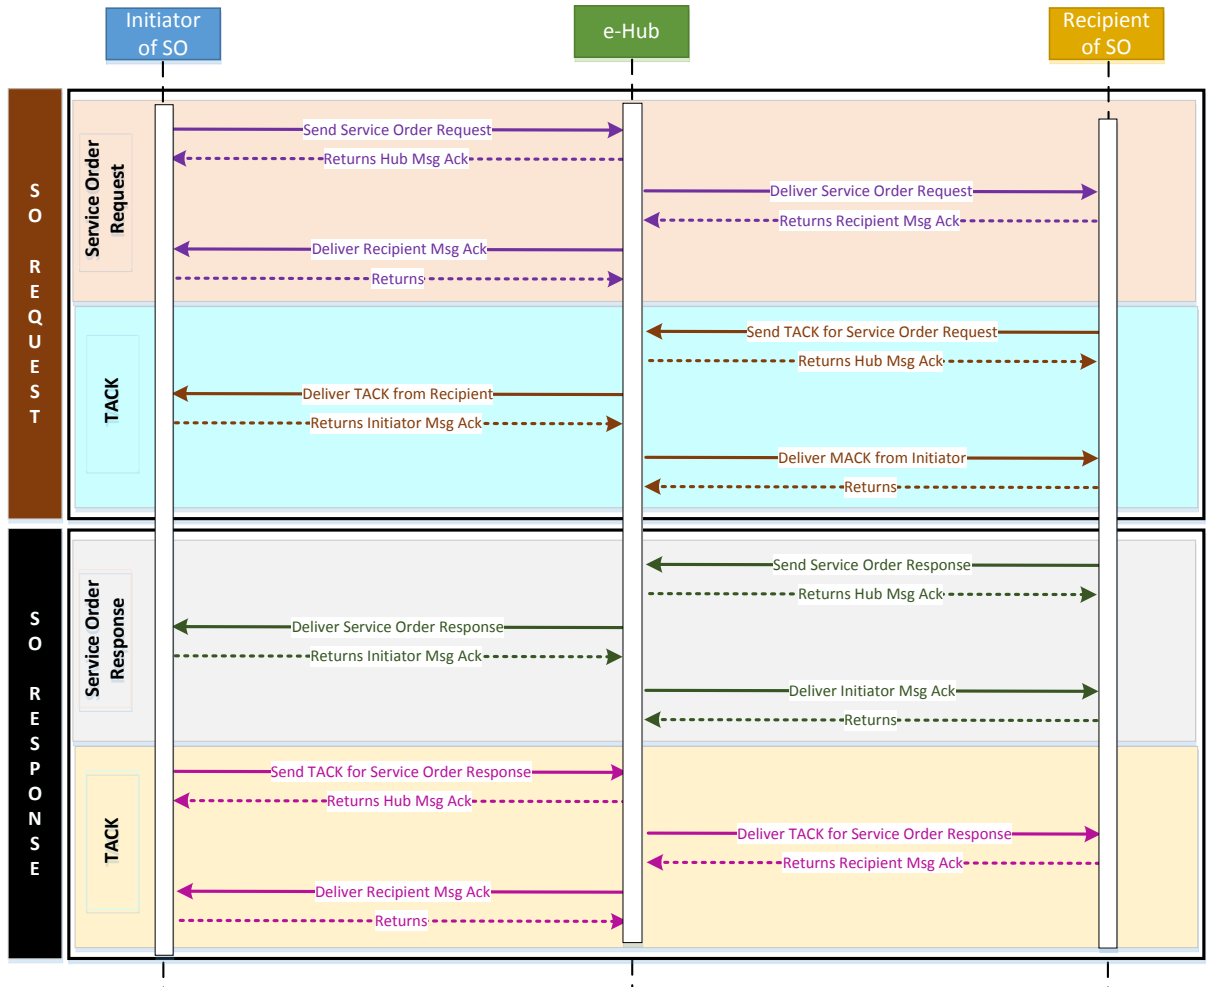 Initiator
of SO
e-Hub
Recipient
of SO
SO REQUEST
Service Order
Request
Send Service Order Request
Returns Hub Msg Ack
Deliver Service Order Request
Returns Recipient Msg Ack
Deliver Recipient Msg Ack
Returns
TACK
Send TACK for Service Order Request
Returns Hub Msg Ack
Deliver TACK from Recipient
Returns Initiator Msg Ack
Deliver MACK from Initiator
Returns
SO RESPONSE
Service Order
Response
Send Service Order Response
Returns Hub Msg Ack
Deliver Service Order Response
Returns Initiator Msg Ack
Deliver Initiator Msg Ack
Returns
TACK
Send TACK for Service Order Response
Returns Hub Msg Ack
Deliver TACK for Service Order Response
Returns Recipient Msg Ack
Deliver Recipient Msg Ack
Returns